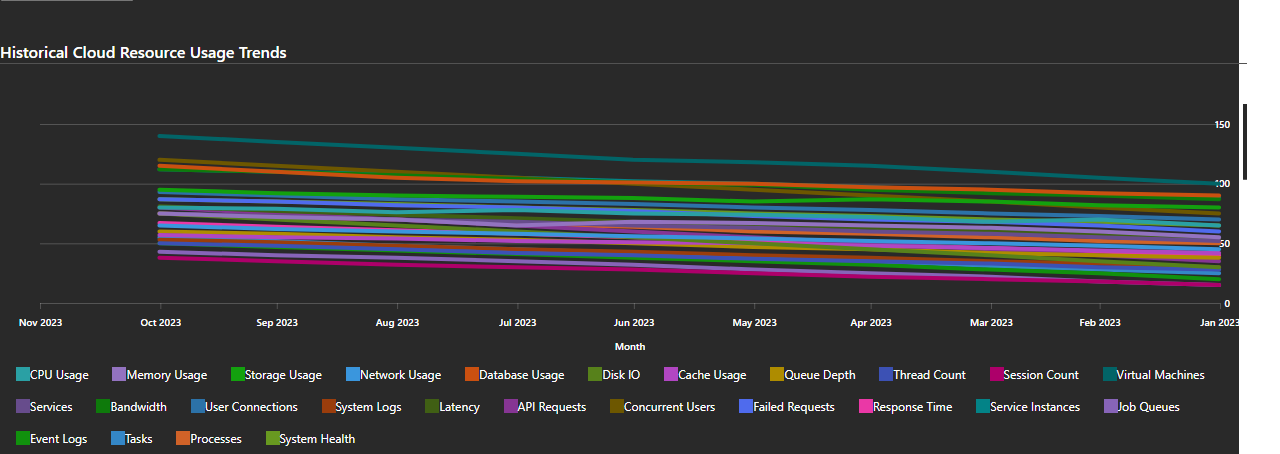 Historical Cloud Resource Usage Trends
150
100
50
0
Nov 2023 Oct 2023 Sep 2023 Aug 2023 Jul 2023 Jun 2023 May 2023 Apr 2023 Mar 2023 Feb 2023 Jan 2023
Month
CPU Usage Memory Usage Storage Usage Network Usage Database Usage Disk IO Cache Usage Queue Depth Thread Count Session Count Virtual Machines
Services Bandwidth User Connections System Logs Latency API Requests Concurrent Users Failed Requests Response Time Service Instances Job Queues
Event Logs Tasks Processes System Health